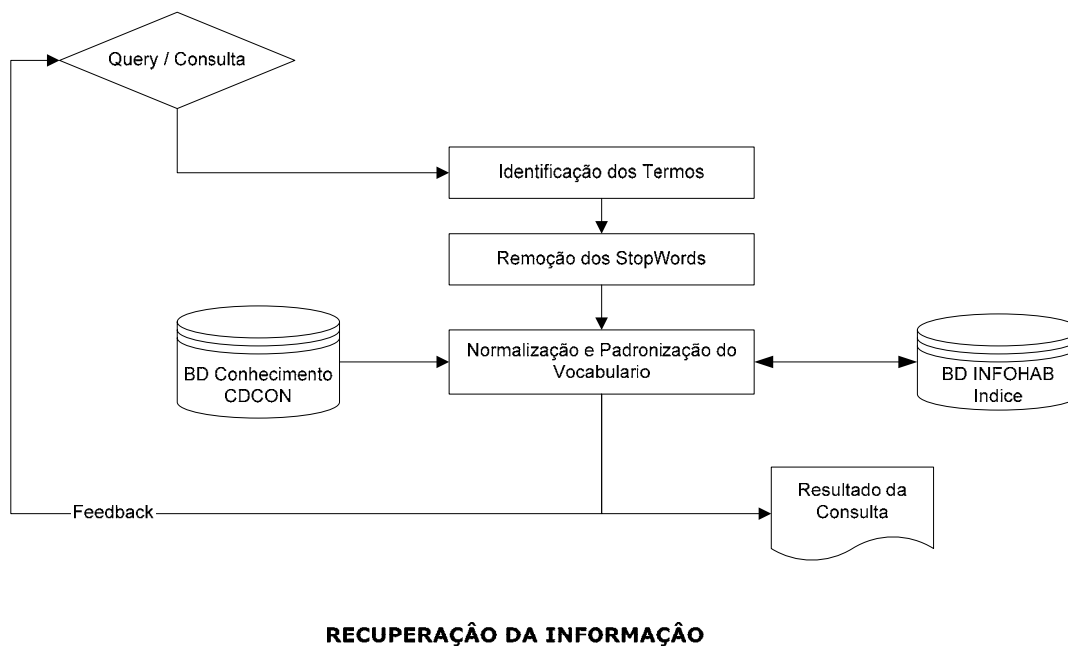 Query / Consulta
Identificação dos Termos
Remoção dos StopWords
Normalização e Padronização do
Vocabulario
BD Conhecimento
CDCON
BD INFOHAB
Indice
Resultado da
Consulta
Feedback
RECUPERAÇÂO DA INFORMAÇÂO